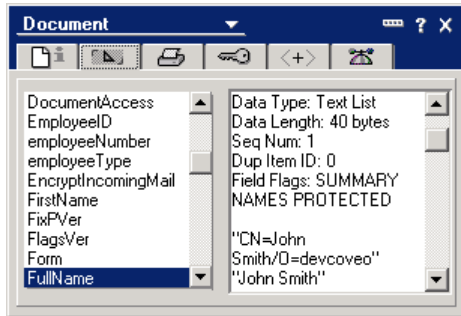 Document
?
X
i
<+>
DocumentAccess
EmployeeID
employeeNumber
employeeType
EncryptIncomingMail
FirstName
FixPVer
FlagsVer
Form
FullName
Data Type: Text List
Data Length: 40 bytes
Seq Num: 1
Dup Item ID: 0
Field Flags: SUMMARY
NAMES PROTECTED
"CN=John
Smith/O=devcoveo"
"John Smith"